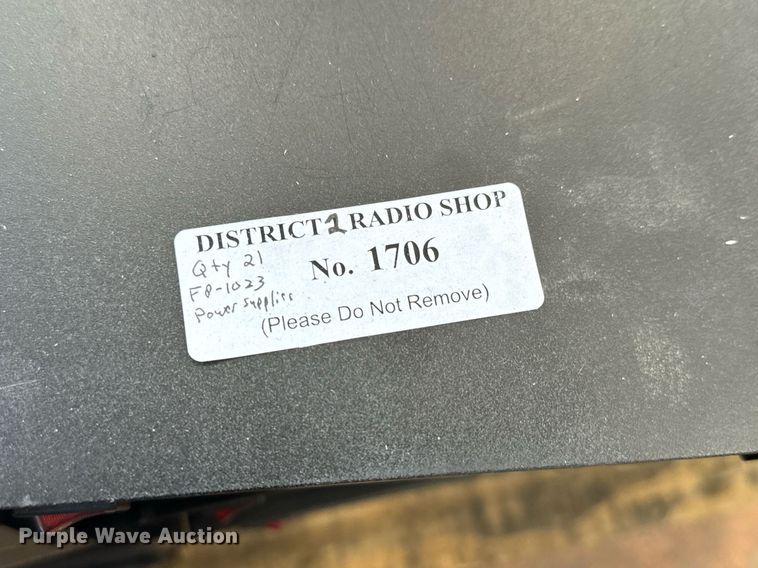 DISTRICT 1 RADIO SHOP
Qty 21
No. 1706
FP-1023
Power Supplies
(Please Do Not Remove)
Purple Wave Auction